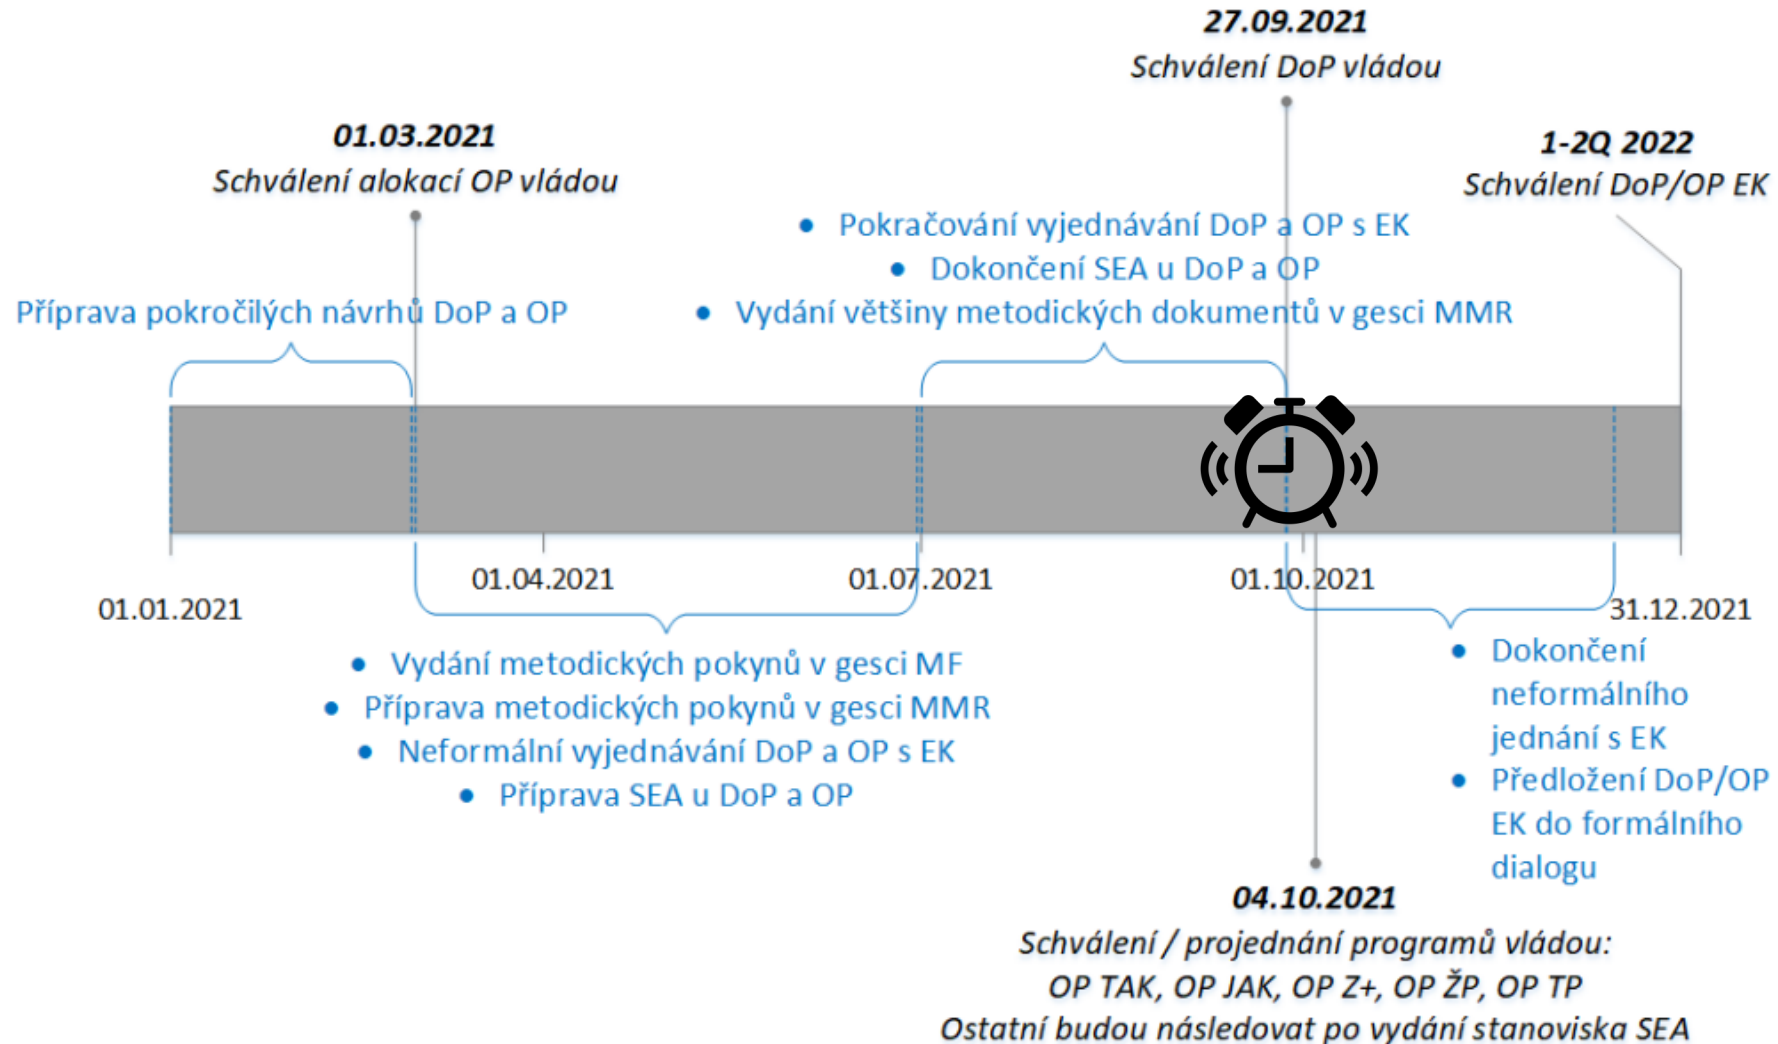 27.09.2021
Schválení DoP vládou
01.03.2021
Schválení alokací OP vládou
1-2Q 2022
Schválení DoP/OP EK
● Pokračování vyjednávání DoP a OP s EK
● Dokončení SEA u DoP a OP
● Vydání většiny metodických dokumentů v gesci MMR
Příprava pokročilých návrhů DoP a OP
01.01.2021
01.04.2021
01.07.2021
01.10.2021
31.12.2021
● Vydání metodických pokynů v gesci MF
● Příprava metodických pokynů v gesci MMR
● Neformální vyjednávání DoP a OP s EK
● Příprava SEA u DoP a OP
● Dokončení
neformálního
jednání s EK
● Předložení DoP/OP
EK do formálního
dialogu
04.10.2021
Schválení / projednání programů vládou:
OP TAK, OP JAK, OP Z+, OP ŽP, OP TP
Ostatní budou následovat po vydání stanoviska SEA